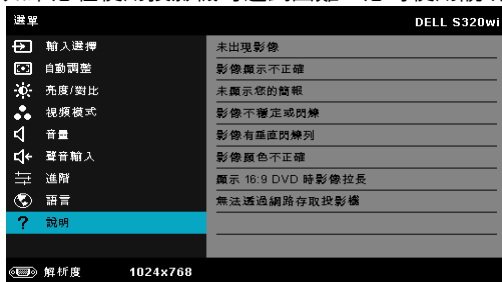 選單 DELL S320wi
輸入選擇 未出現影像
自動調整 影像顯示不正確
亮度/對比 未顯示您的簡報
視頻模式 影像不穩定或閃爍
音量 影像有垂直閃爍列
聲音輸入 影像顏色不正確
進階 顯示 16:9 DVD 時影像拉長
語言 無法透過網路存取投影機
? 說明
解析度 1024x768